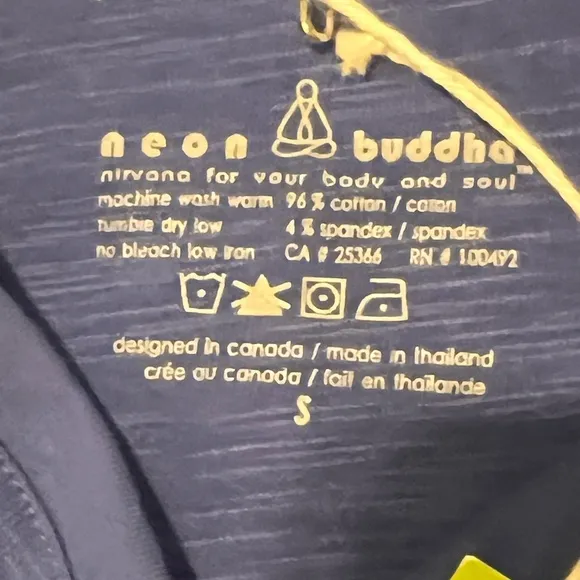 neon buddha™
nirvana for your body and soul
machine wash warm 96% cotton / coton
tumble dry low 4% spandex / spandex
no bleach low iron CA # 25366 RN # 100492
designed in canada / made in thailand
crée au canada / fait en thaïlande
S